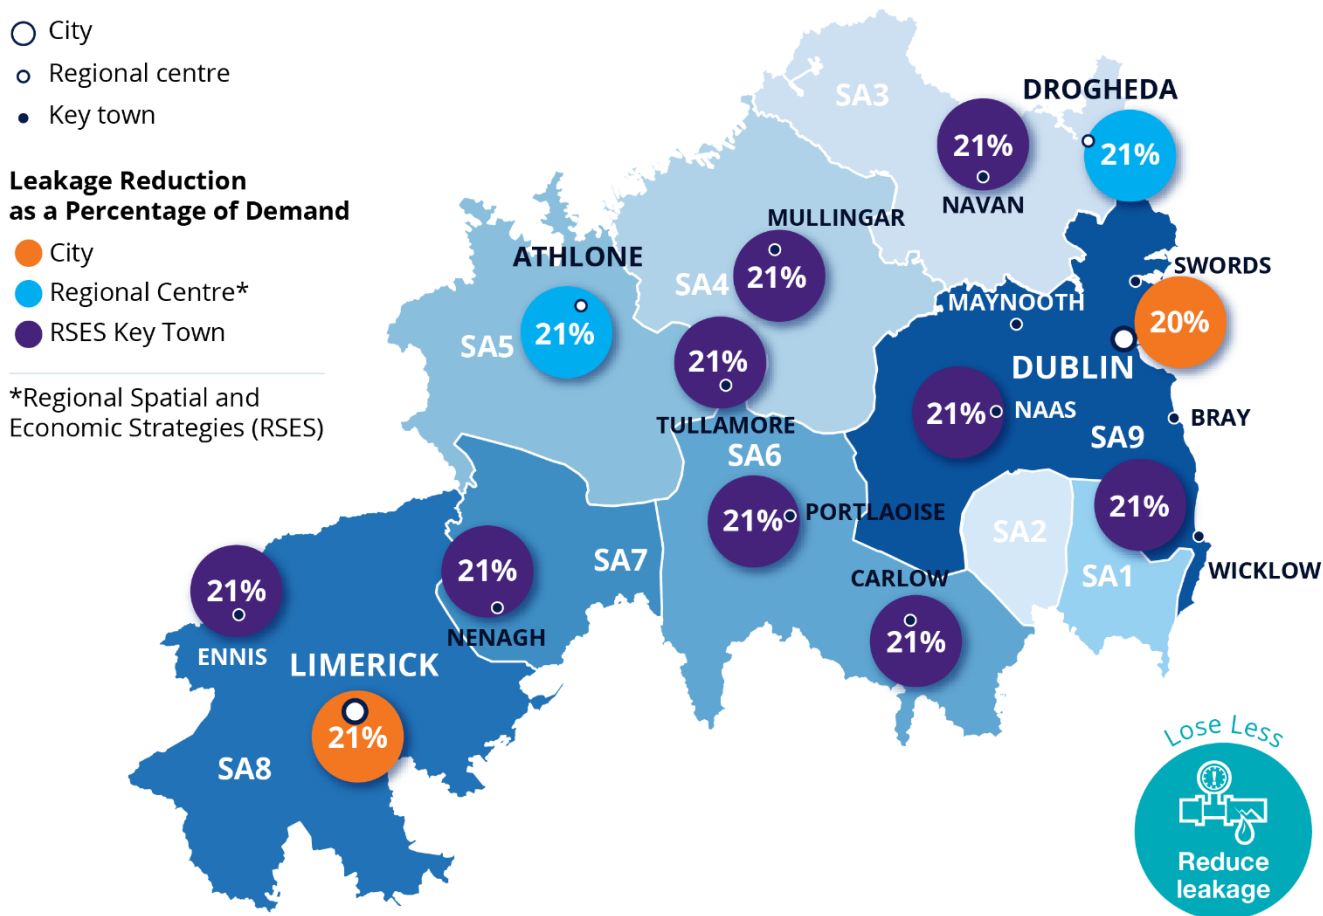 City
Regional centre
Key town
Leakage Reduction
as a Percentage of Demand
City
Regional Centre*
RSES Key Town
*Regional Spatial and
Economic Strategies (RSES)
SA3
DROGHEDA
21%
21%
NAVAN
MULLINGAR
ATHLONE
SA4
21%
SWORDS
MAYNOOTH
20%
SA5
21%
21%
DUBLIN
TULLAMORE
21%
NAAS
BRAY
SA9
SA6
21%
PORTLAOISE
21%
SA2
SA7
21%
CARLOW
SA1
WICKLOW
21%
ENNIS
NENAGH
21%
LIMERICK
21%
SA8
Lose Less
Reduce
leakage